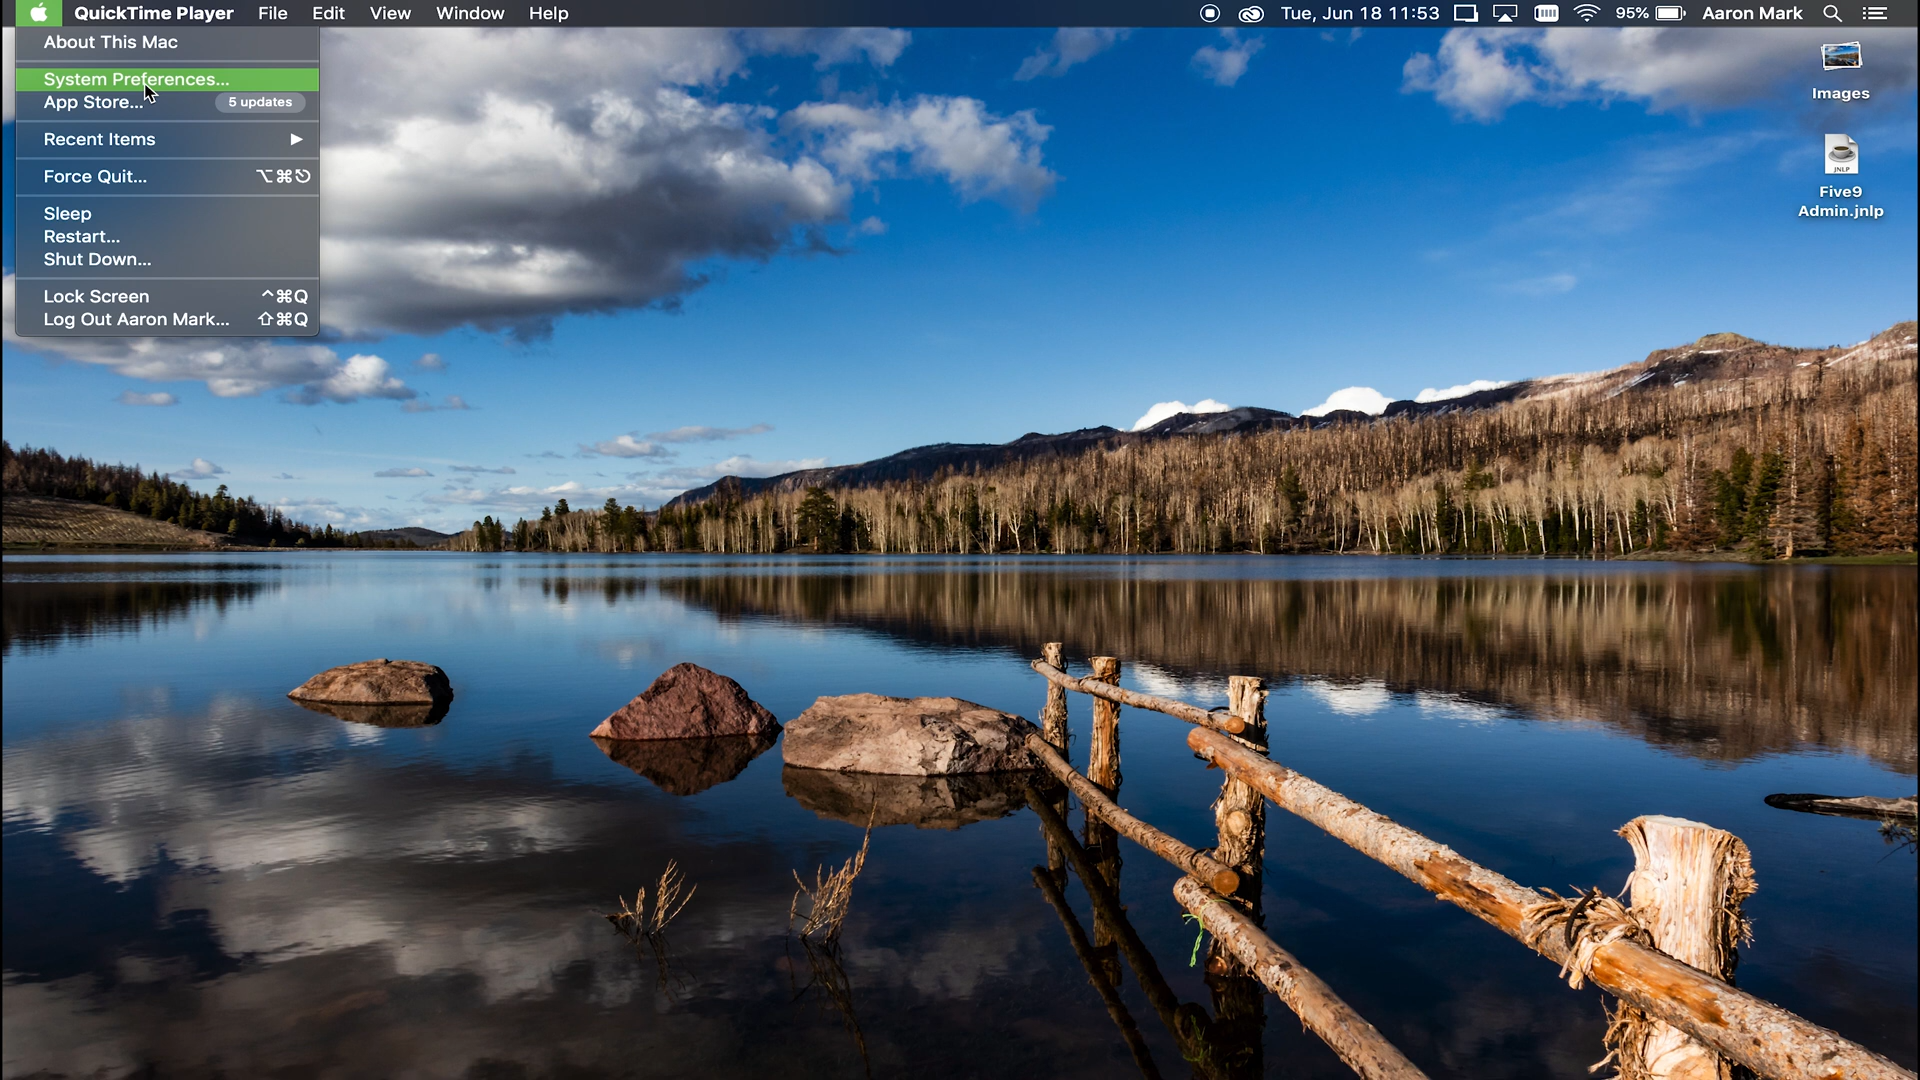 QuickTime Player File Edit View Window Help Tue, Jun 18 11:53 95% Aaron Mark
About This Mac
System Preferences...
App Store... 5 updates
Recent Items ▶
Force Quit... ⌥⌘⎋
Sleep
Restart...
Shut Down...
Lock Screen ^⌘Q
Log Out Aaron Mark... ⇧⌘Q
Images
JNLP
Five9
Admin.jnlp